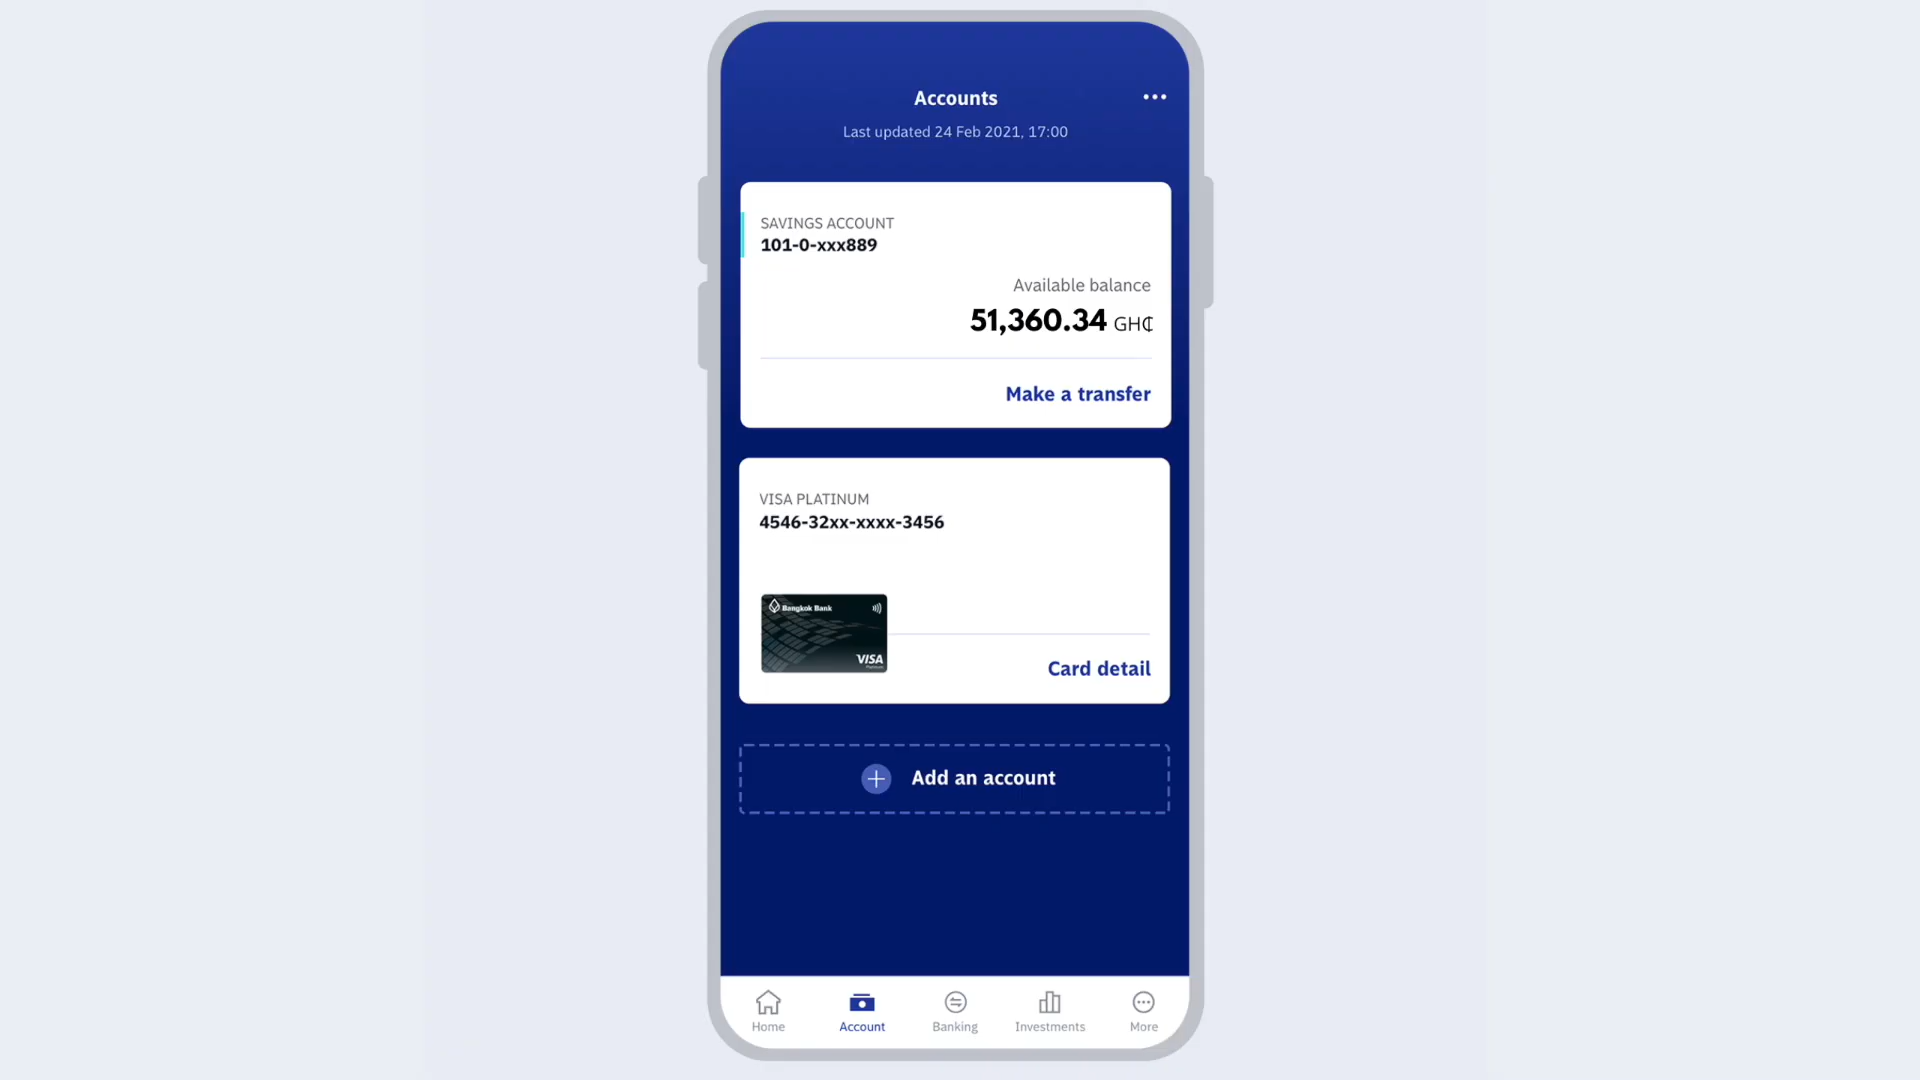 Accounts
Last updated 24 Feb 2021, 17:00
SAVINGS ACCOUNT
101-0-xxx889
Available balance
51,360.34 GH₵
Make a transfer
VISA PLATINUM
4546-32xx-xxxx-3456
Bangkok Bank
VISA
Platinum
Card detail
Add an account
Home
Account
Banking
Investments
More